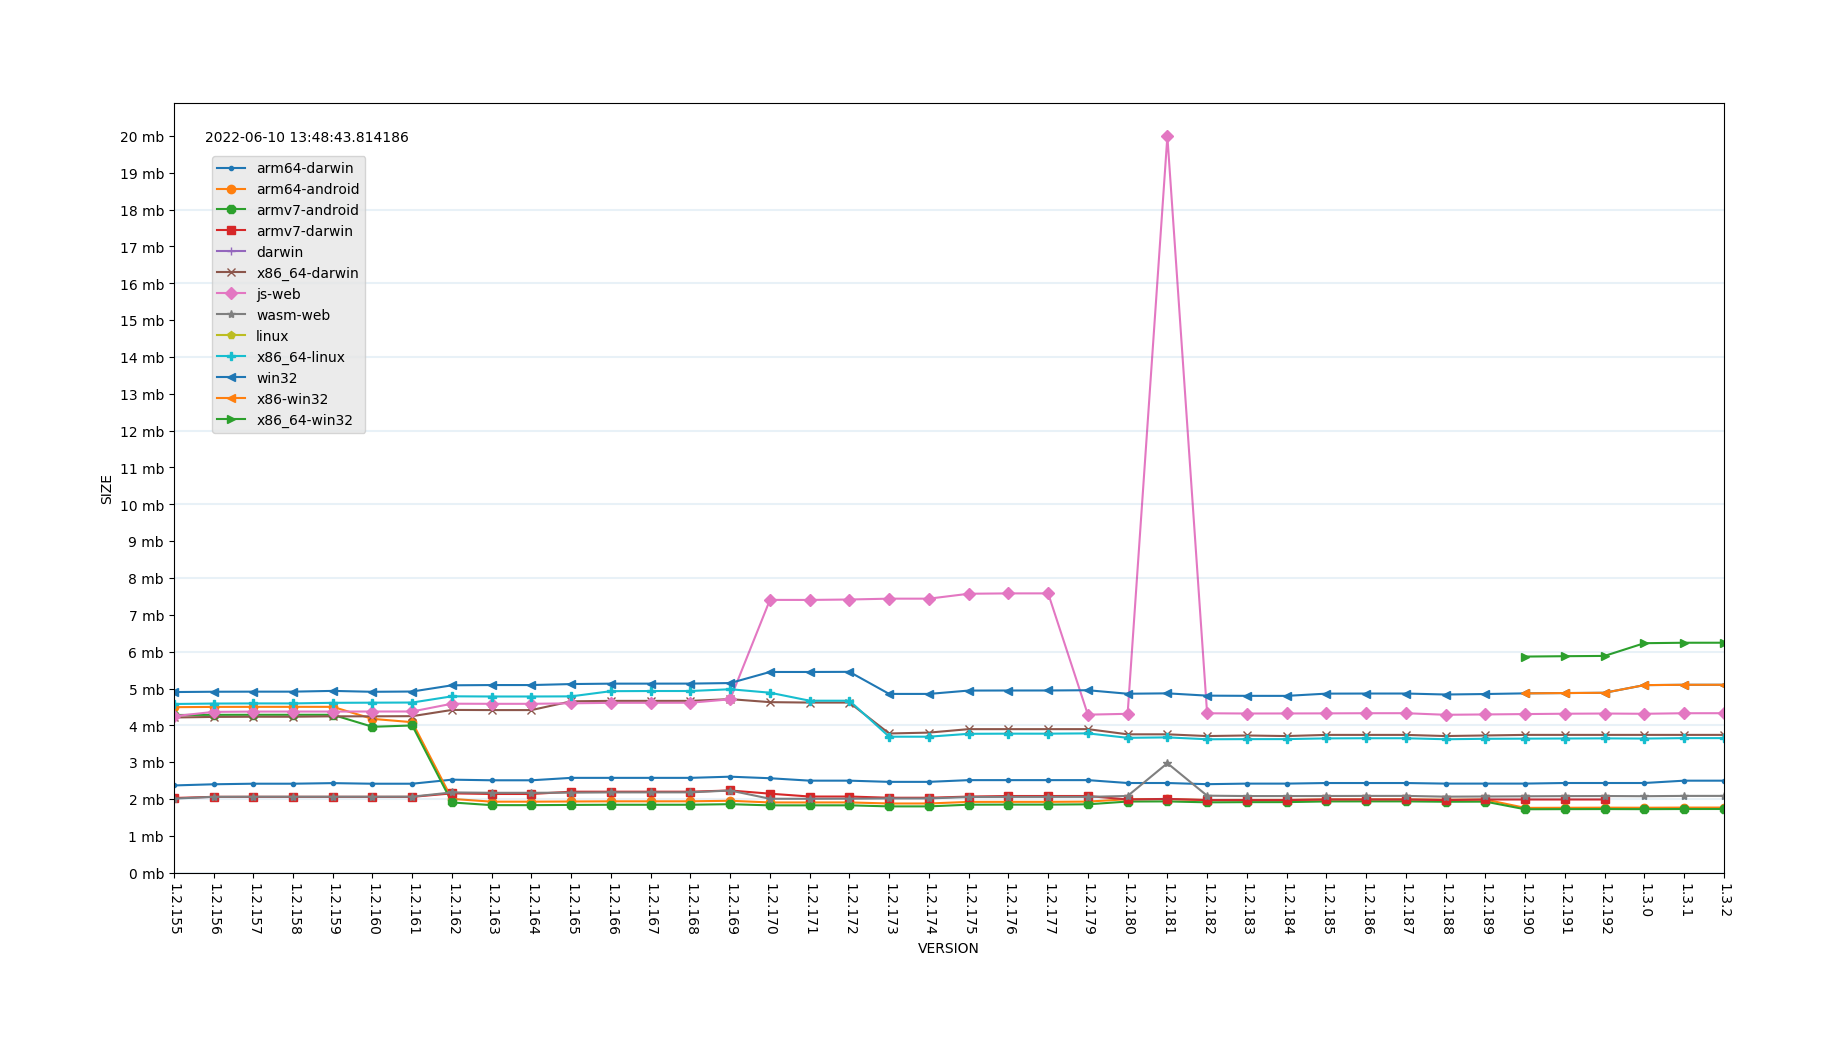 2022-06-10 13:48:43.814186
arm64-darwin
arm64-android
armv7-android
armv7-darwin
darwin
x86_64-darwin
js-web
wasm-web
linux
x86_64-linux
win32
x86-win32
x86_64-win32
20 mb
19 mb
18 mb
17 mb
16 mb
15 mb
14 mb
13 mb
12 mb
11 mb
10 mb
9 mb
8 mb
7 mb
6 mb
5 mb
4 mb
3 mb
2 mb
1 mb
0 mb
SIZE
1.2.155
1.2.156
1.2.157
1.2.158
1.2.159
1.2.160
1.2.161
1.2.162
1.2.163
1.2.164
1.2.165
1.2.166
1.2.167
1.2.168
1.2.169
1.2.170
1.2.171
1.2.172
1.2.173
1.2.174
1.2.175
1.2.176
1.2.177
1.2.179
1.2.180
1.2.181
1.2.182
1.2.183
1.2.184
1.2.185
1.2.186
1.2.187
1.2.188
1.2.189
1.2.190
1.2.191
1.2.192
1.3.0
1.3.1
1.3.2
VERSION